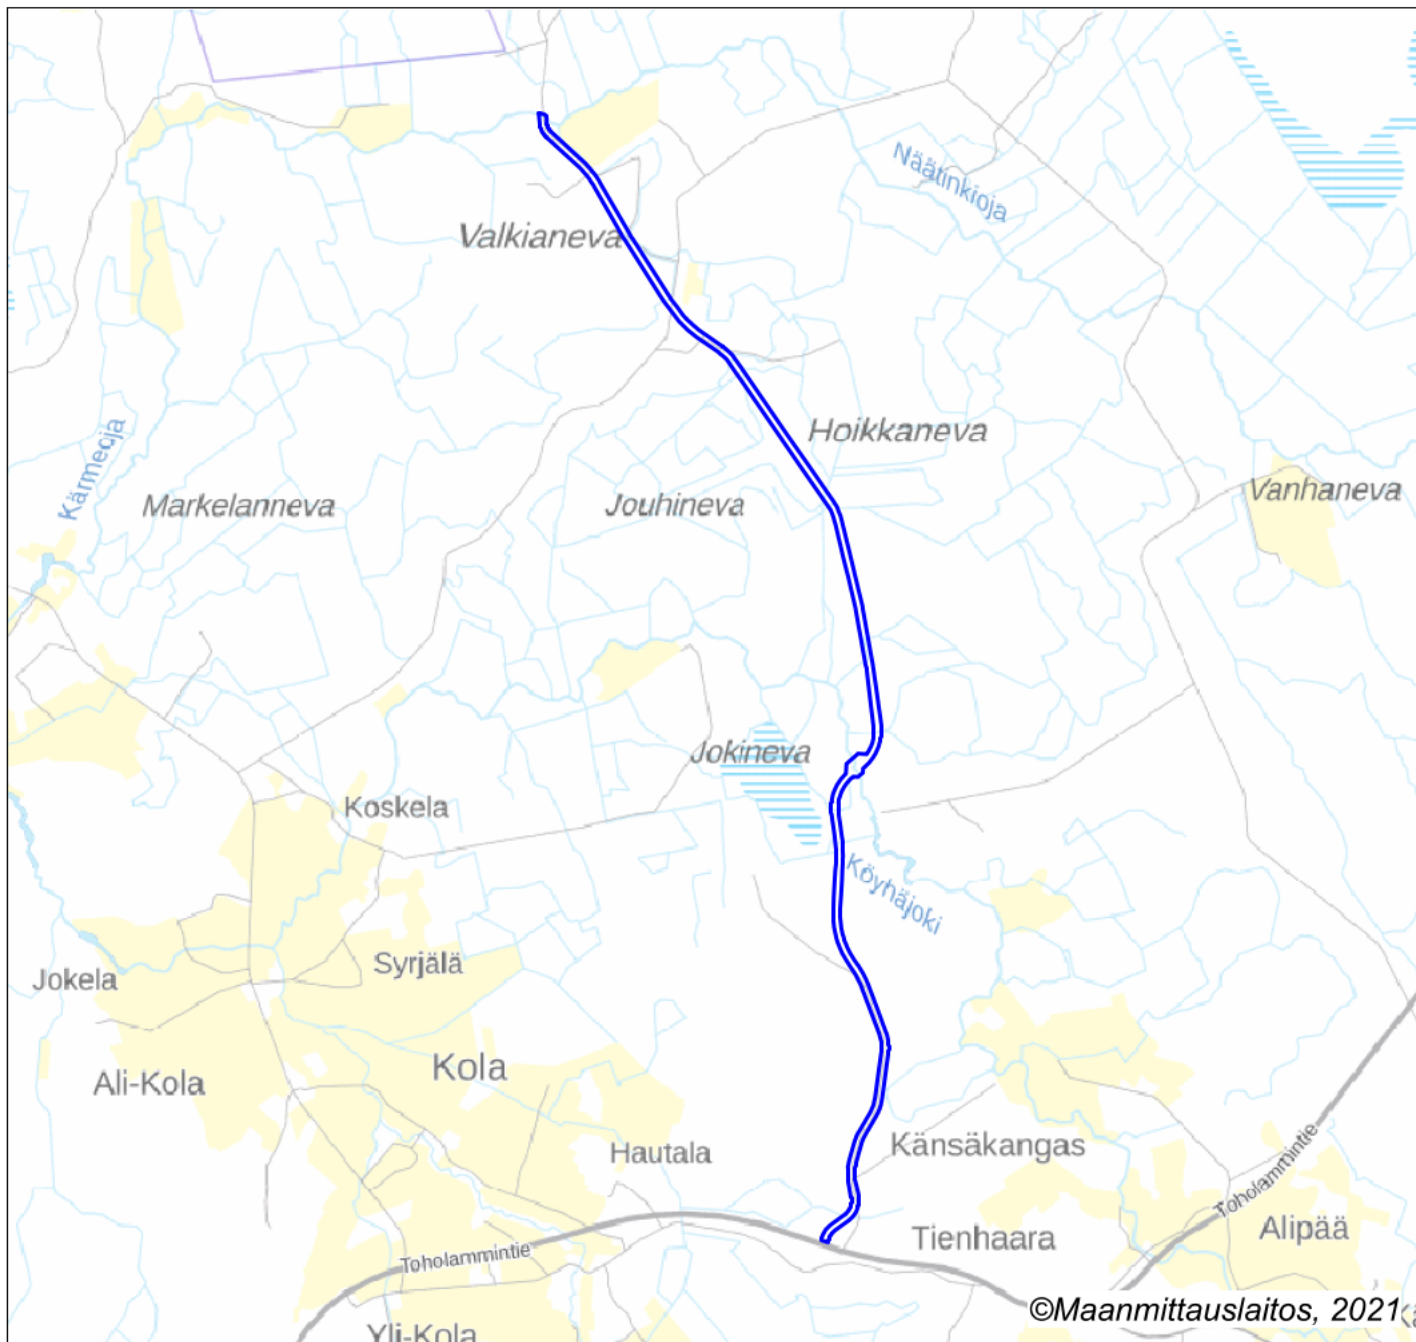 Näätinkioja
Valkianeva
Hoikkaneva
Kärmeoja
Markelanneva
Jouhineva
Vanhaneva
Jokineva
Koskela
Köyhäjoki
Syrjälä
Jokela
Kola
Ali-Kola
Hautala
Känsäkangas
Toholammintie
Tienhaara
Alipää
Toholammintie
©Maanmittauslaitos, 2021
Yli-Kola